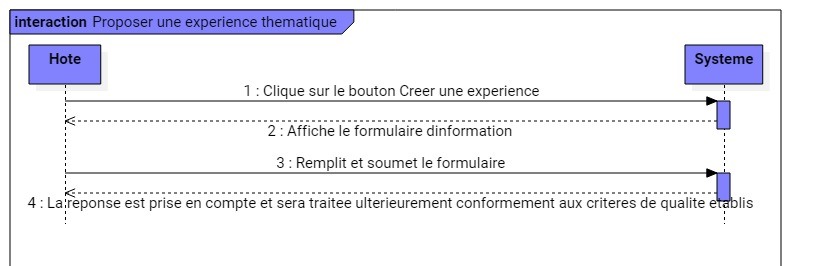 interaction Proposer une experience thematique
Hote
Systeme
1 : Clique sur le bouton Creer une experience
2 : Affiche le formulaire dinformation
3 : Remplit et soumet le formulaire
4 : La reponse est prise en compte et sera traitee ulterieurement conformement aux criteres de qualite etablis